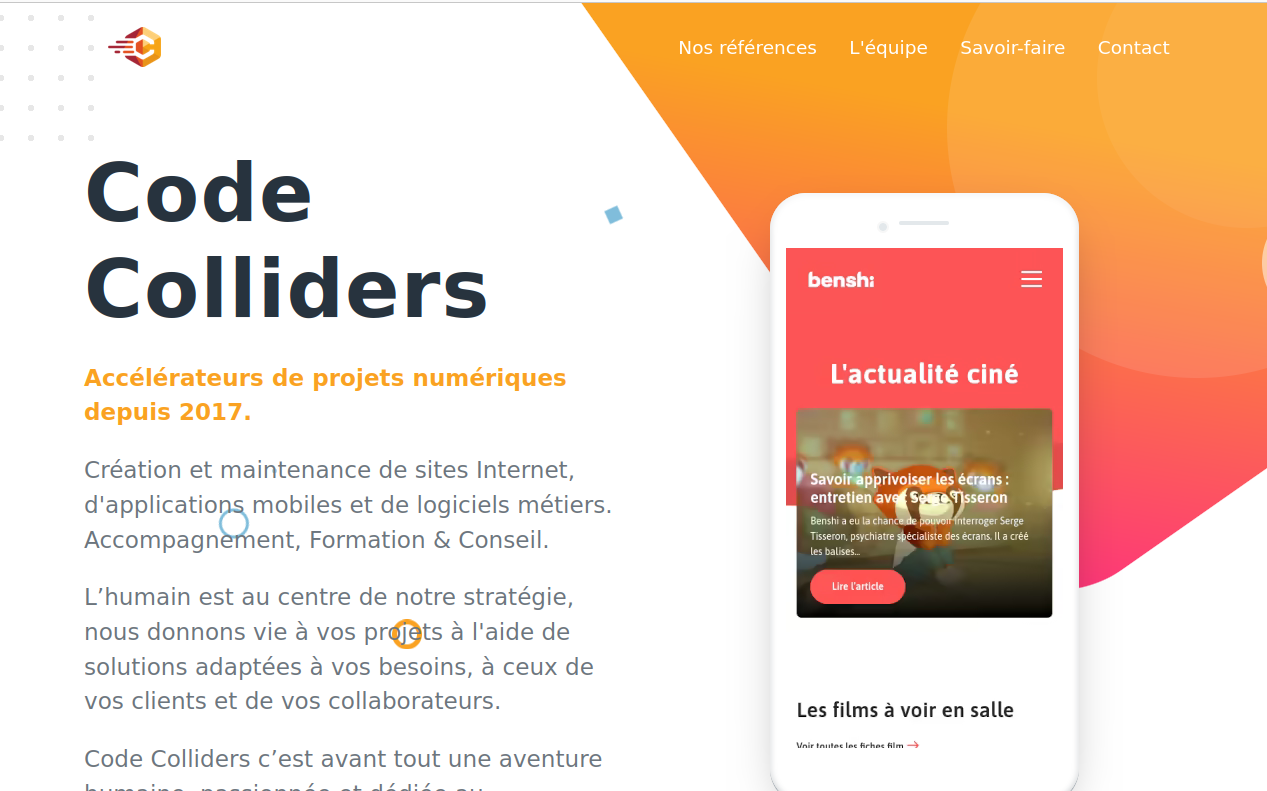 Nos références L'équipe Savoir-faire Contact
Code
Colliders
Accélérateurs de projets numériques
depuis 2017.
Création et maintenance de sites Internet,
d'applications mobiles et de logiciels métiers.
Accompagnement, Formation & Conseil.
L’humain est au centre de notre stratégie,
nous donnons vie à vos projets à l'aide de
solutions adaptées à vos besoins, à ceux de
vos clients et de vos collaborateurs.
Code Colliders c’est avant tout une aventure
humaine, passionnée et dédiée au
benshi
L'actualité ciné
Savoir apprivoiser les écrans :
entretien avec Serge Tisseron
Benshi a eu la chance de pouvoir interroger Serge
Tisseron, psychiatre spécialiste des écrans. Il a créé
les balises...
Lire l'article
Les films à voir en salle
Voir toutes les fiches film →